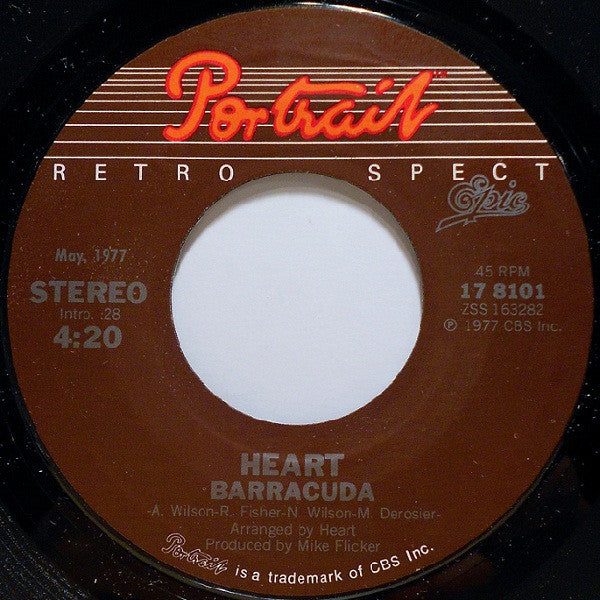 Portrait™
RETRO SPECT
Epic
May, 1977
STEREO
Intro. :28
4:20
45 RPM
17 8101
ZSS 163282
℗ 1977 CBS Inc.
HEART
BARRACUDA
-A. Wilson-R. Fisher-N. Wilson-M. Derosier-
Arranged by Heart
Produced by Mike Flicker
Portrait is a trademark of CBS Inc.